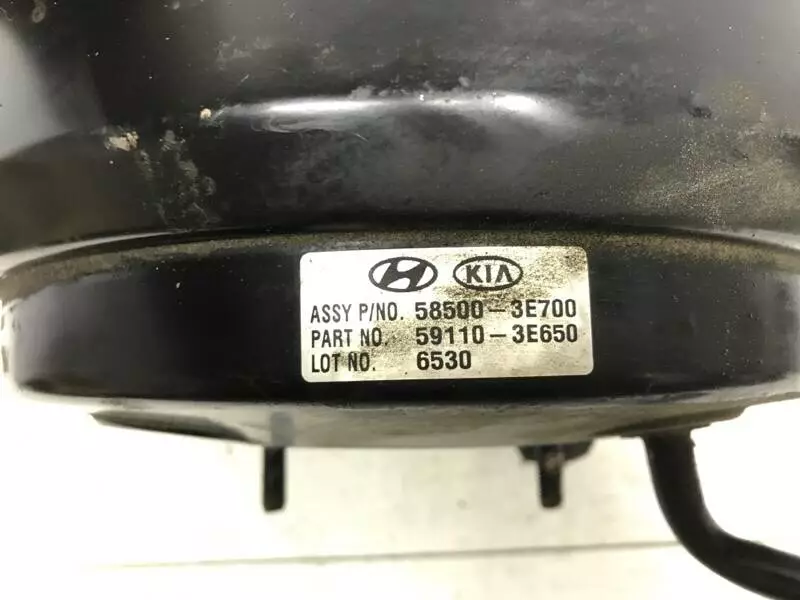 KIA
ASSY P/NO. 58500-3E700
PART NO. 59110-3E650
LOT NO. 6530